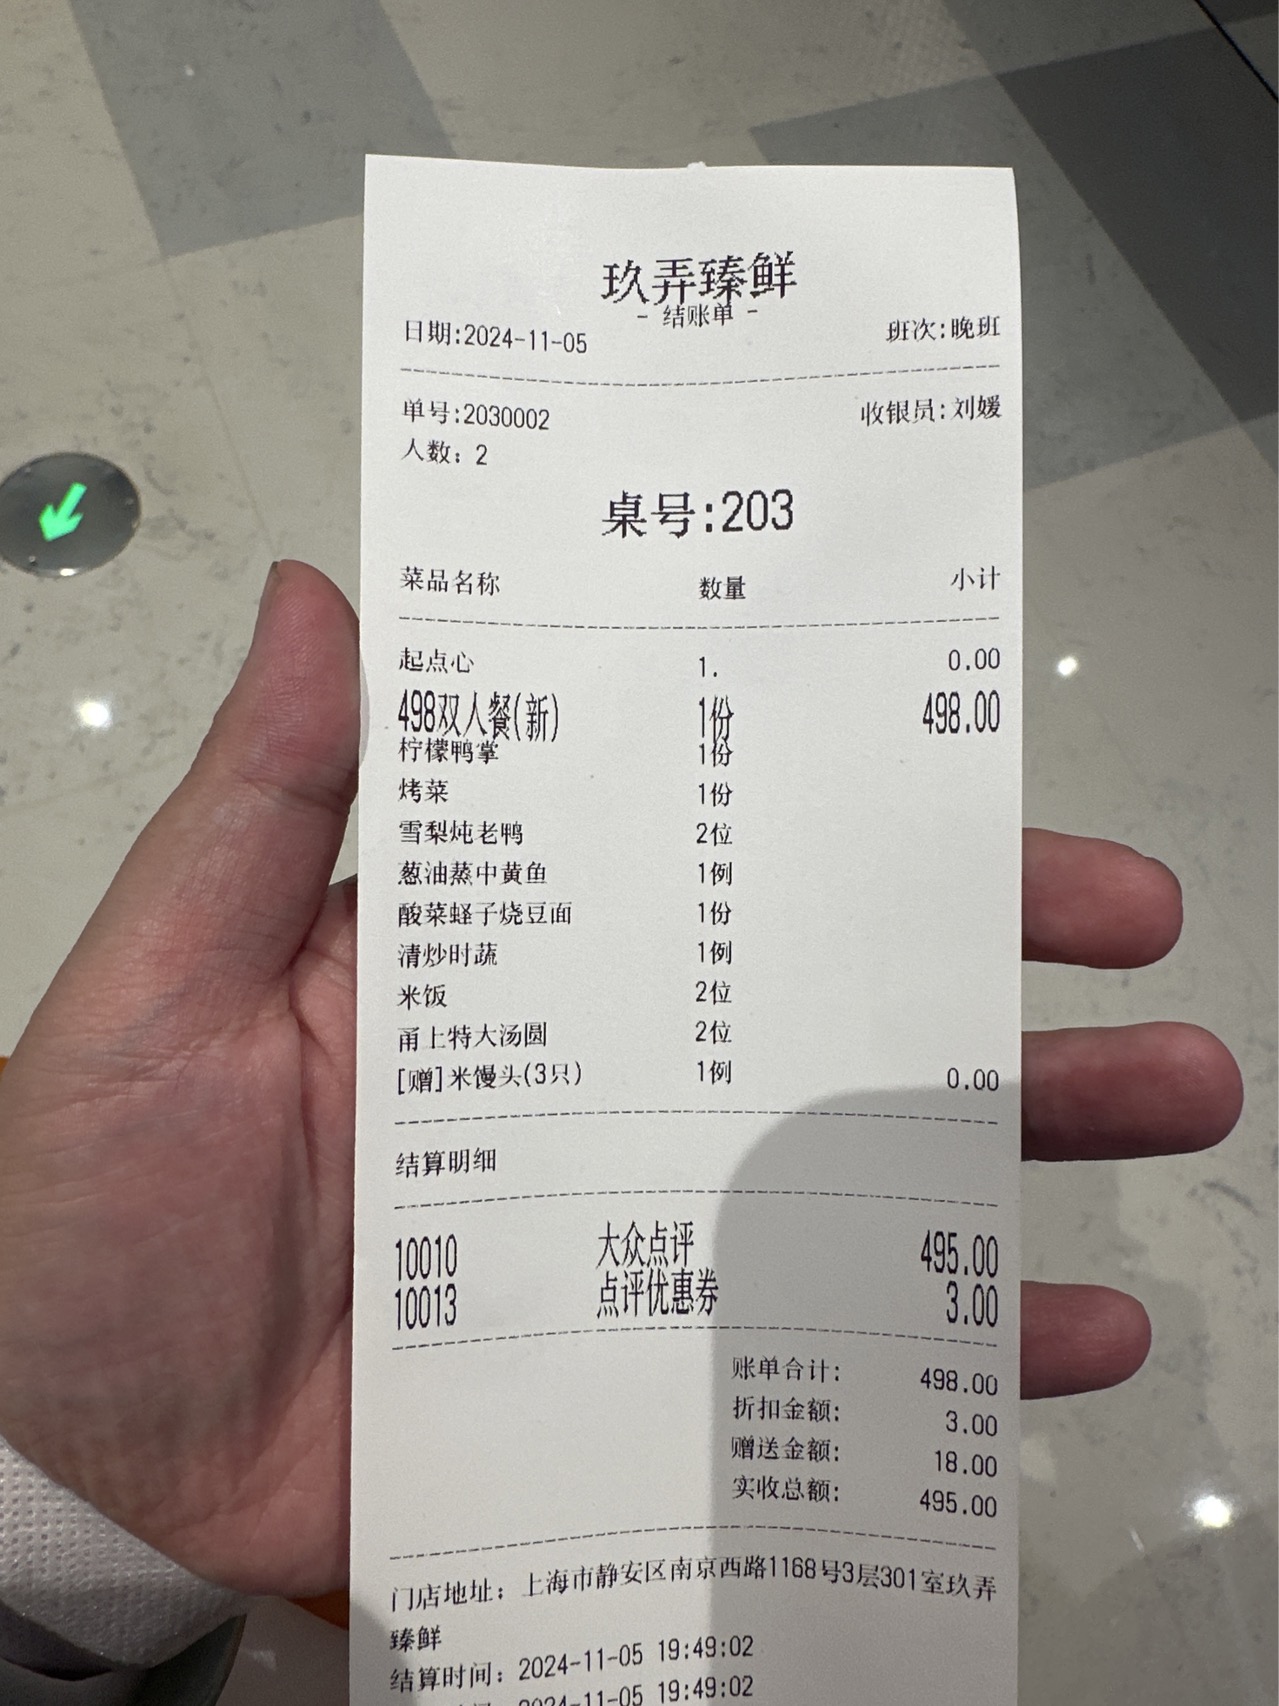 玖弄臻鲜
- 结账单 -
日期:2024-11-05 班次:晚班
单号:2030002 收银员:刘媛
人数: 2
桌号:203
菜品名称 数量 小计
起点心 1. 0.00
498双人餐(新) 1份 498.00
柠檬鸭掌 1份
烤菜 1份
雪梨炖老鸭 2位
葱油蒸中黄鱼 1例
酸菜蛏子烧豆面 1份
清炒时蔬 1例
米饭 2位
甬上特大汤圆 2位
[赠]米馒头(3只) 1例 0.00
结算明细
10010 大众点评 495.00
10013 点评优惠券 3.00
账单合计: 498.00
折扣金额: 3.00
赠送金额: 18.00
实收总额: 495.00
门店地址: 上海市静安区南京西路1168号3层301室玖弄
臻鲜
结算时间: 2024-11-05 19:49:02
2024-11-05 19:49:02